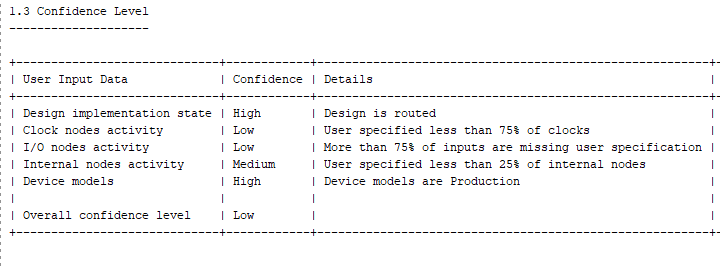 1.3 Confidence Level
--------------------
+-----------------------------+------------+--------------------------------------------------------+
| User Input Data | Confidence | Details |
+-----------------------------+------------+--------------------------------------------------------+
| Design implementation state | High | Design is routed |
| Clock nodes activity | Low | User specified less than 75% of clocks |
| I/O nodes activity | Low | More than 75% of inputs are missing user specification |
| Internal nodes activity | Medium | User specified less than 25% of internal nodes |
| Device models | High | Device models are Production |
| | | |
| Overall confidence level | Low | |
+-----------------------------+------------+--------------------------------------------------------+